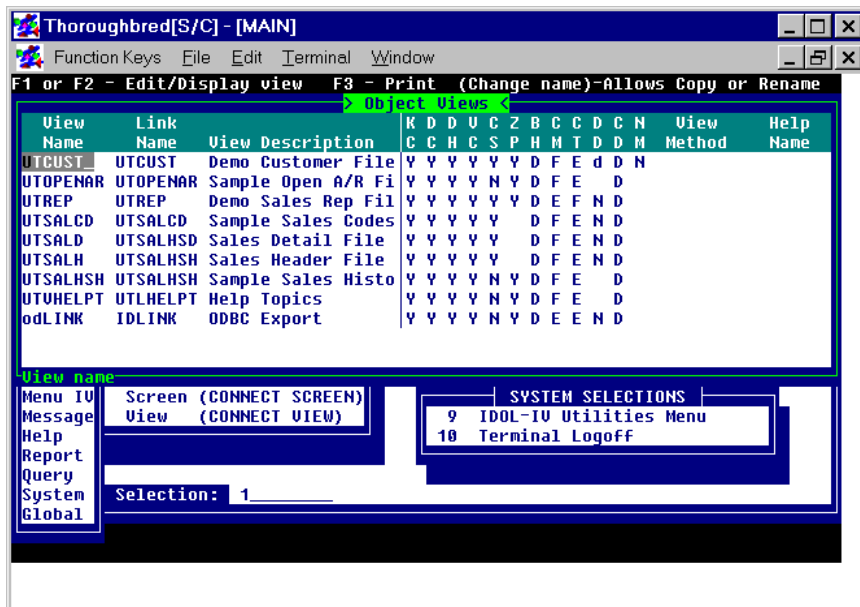 Thoroughbred[S/C] - [MAIN]
Function Keys File Edit Terminal Window
F1 or F2 - Edit/Display view F3 - Print (Change name)-Allows Copy or Rename
> Object Views <
View Link K D D V C Z B C C D C N View Help
Name Name View Description C C H C S P H M T D D M Method Name
UTCUST_ UTCUST Demo Customer File Y Y Y Y Y Y D F E d D N
UTOPENAR UTOPENAR Sample Open A/R Fi Y Y Y Y N Y D F E D
UTREP UTREP Demo Sales Rep Fil Y Y Y Y Y Y D E F N D
UTSALCD UTSALCD Sample Sales Codes Y Y Y Y Y D F E N D
UTSALD UTSALHSD Sales Detail File Y Y Y Y Y D F E N D
UTSALH UTSALHSH Sales Header File Y Y Y Y Y D F E N D
UTSALHSH UTSALHSH Sample Sales Histo Y Y Y Y N Y D F E D
UTVHELPT UTLHELPT Help Topics Y Y Y Y N Y D F E D
odLINK IDLINK ODBC Export Y Y Y Y N Y D E E N D
View name
Menu IV Screen (CONNECT SCREEN) SYSTEM SELECTIONS
Message View (CONNECT VIEW) 9 IDOL-IV Utilities Menu
Help 10 Terminal Logoff
Report
Query
System Selection: 1________
Global